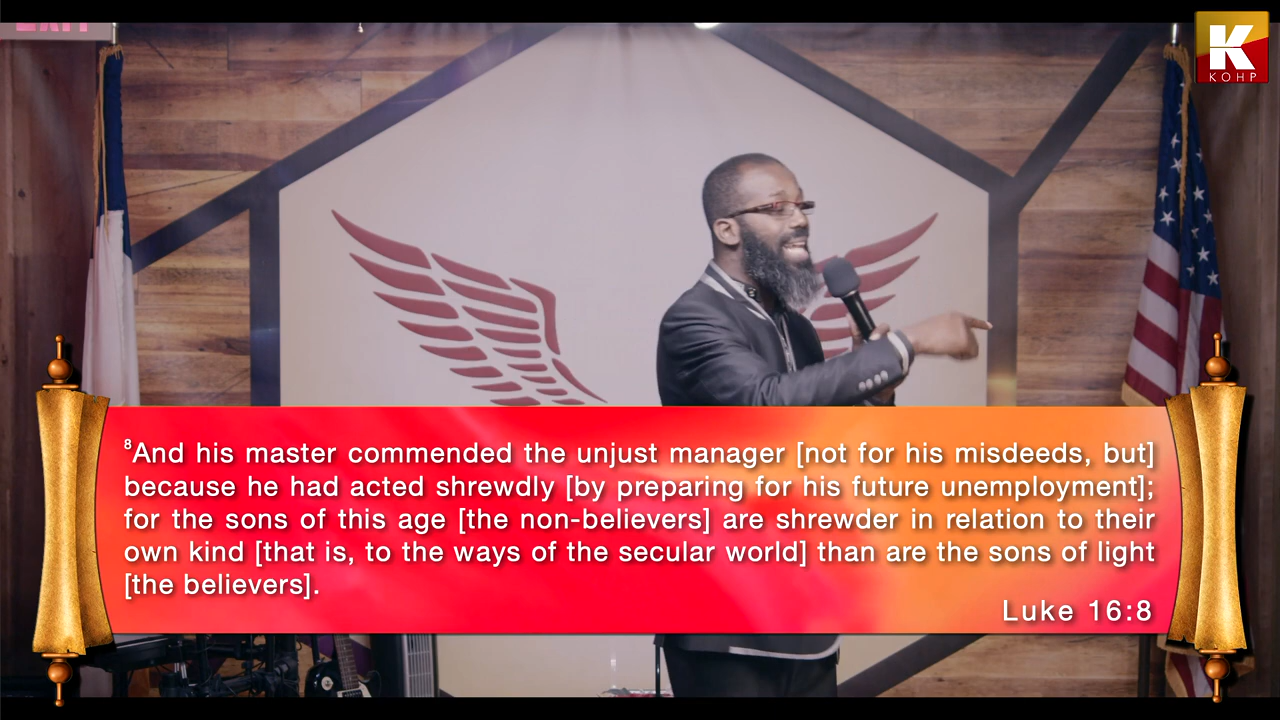 EXIT
K
KOHP
⁸And his master commended the unjust manager [not for his misdeeds, but]
because he had acted shrewdly [by preparing for his future unemployment];
for the sons of this age [the non-believers] are shrewder in relation to their
own kind [that is, to the ways of the secular world] than are the sons of light
[the believers].
Luke 16:8